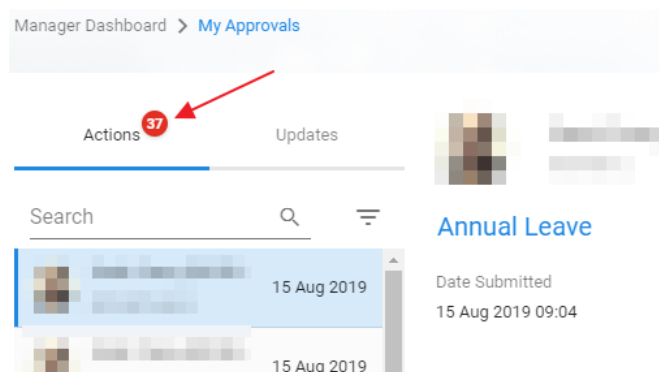 Manager Dashboard > My Approvals
Actions 37
Updates
Search
Annual Leave
15 Aug 2019
Date Submitted
15 Aug 2019 09:04
15 Aug 2019